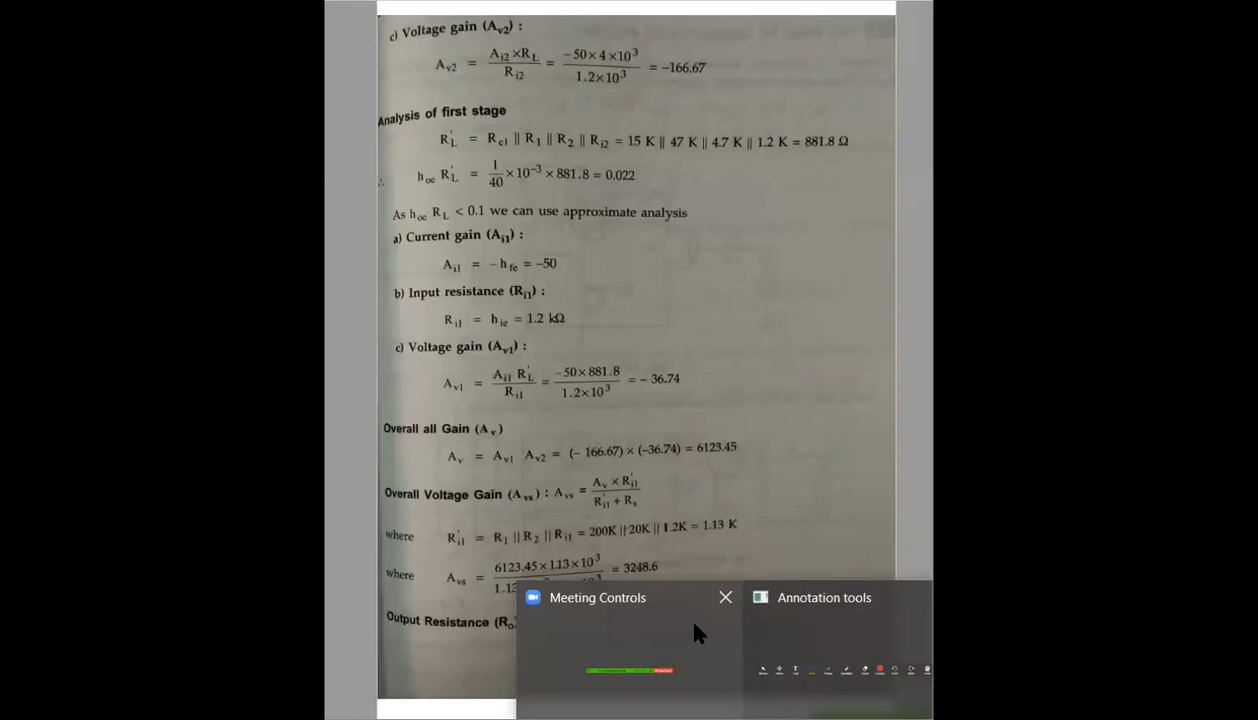 c) Voltage gain (Av2) :
Av2 = Ai2 × RL / Ri2 = −50 × 4 × 10³ / 1.2 × 10³ = −166.67
Analysis of first stage
R'L = Rc1 || R1 || R2 || Ri2 = 15 K || 47 K || 4.7 K || 1.2 K = 881.8 Ω
∴ hoe R'L = 1/40 × 10⁻³ × 881.8 = 0.022
As hoe RL < 0.1 we can use approximate analysis
a) Current gain (Ai1) :
Ai1 = − hfe = −50
b) Input resistance (Ri1) :
Ri1 = hie = 1.2 kΩ
c) Voltage gain (Av1) :
Av1 = Ai1 R'L / Ri1 = −50 × 881.8 / 1.2 × 10³ = − 36.74
Overall all Gain (Av)
Av = Av1 Av2 = (− 166.67) × (−36.74) = 6123.45
Overall Voltage Gain (Avs) : Avs = Av × R'i1 / R'i1 + Rs
where R'i1 = R1 || R2 || Ri1 = 200K || 20K || 1.2K = 1.13 K
where Avs = 6123.45 × 1.13 × 10³ / 1.13 = 3248.6
Output Resistance (Ro
Meeting Controls
Annotation tools